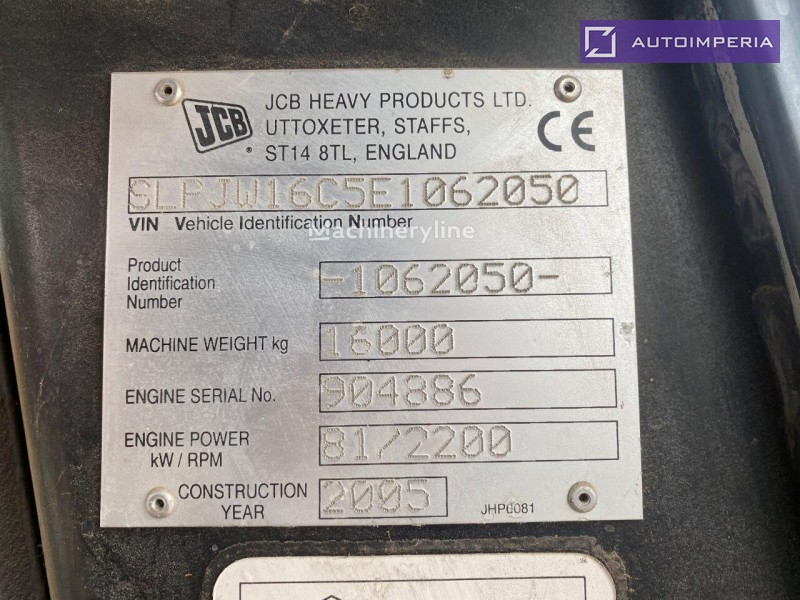 AUTOIMPERIA
JCB
JCB HEAVY PRODUCTS LTD.
UTTOXETER, STAFFS,
ST14 8TL, ENGLAND
CE
SLPJW16C5E1062050
VIN Vehicle Identification Number
Machineryline
Product
Identification
Number
-1062050-
MACHINE WEIGHT kg 16000
ENGINE SERIAL No. 904886
ENGINE POWER
kW / RPM
81/2200
CONSTRUCTION
YEAR
2005
JHP0081